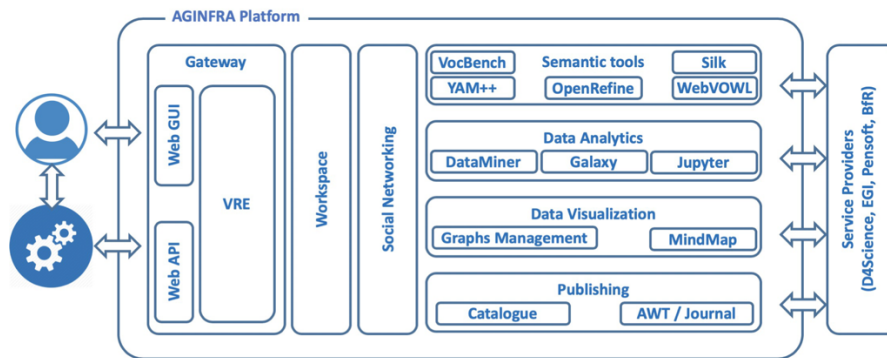 AGINFRA Platform
Gateway
Web GUI
Web API
VRE
Workspace
Social Networking
VocBench
Semantic tools
Silk
YAM++
OpenRefine
WebVOWL
Data Analytics
DataMiner
Galaxy
Jupyter
Data Visualization
Graphs Management
MindMap
Publishing
Catalogue
AWT / Journal
Service Providers
(D4Science, EGI, Pensoft, BfR)